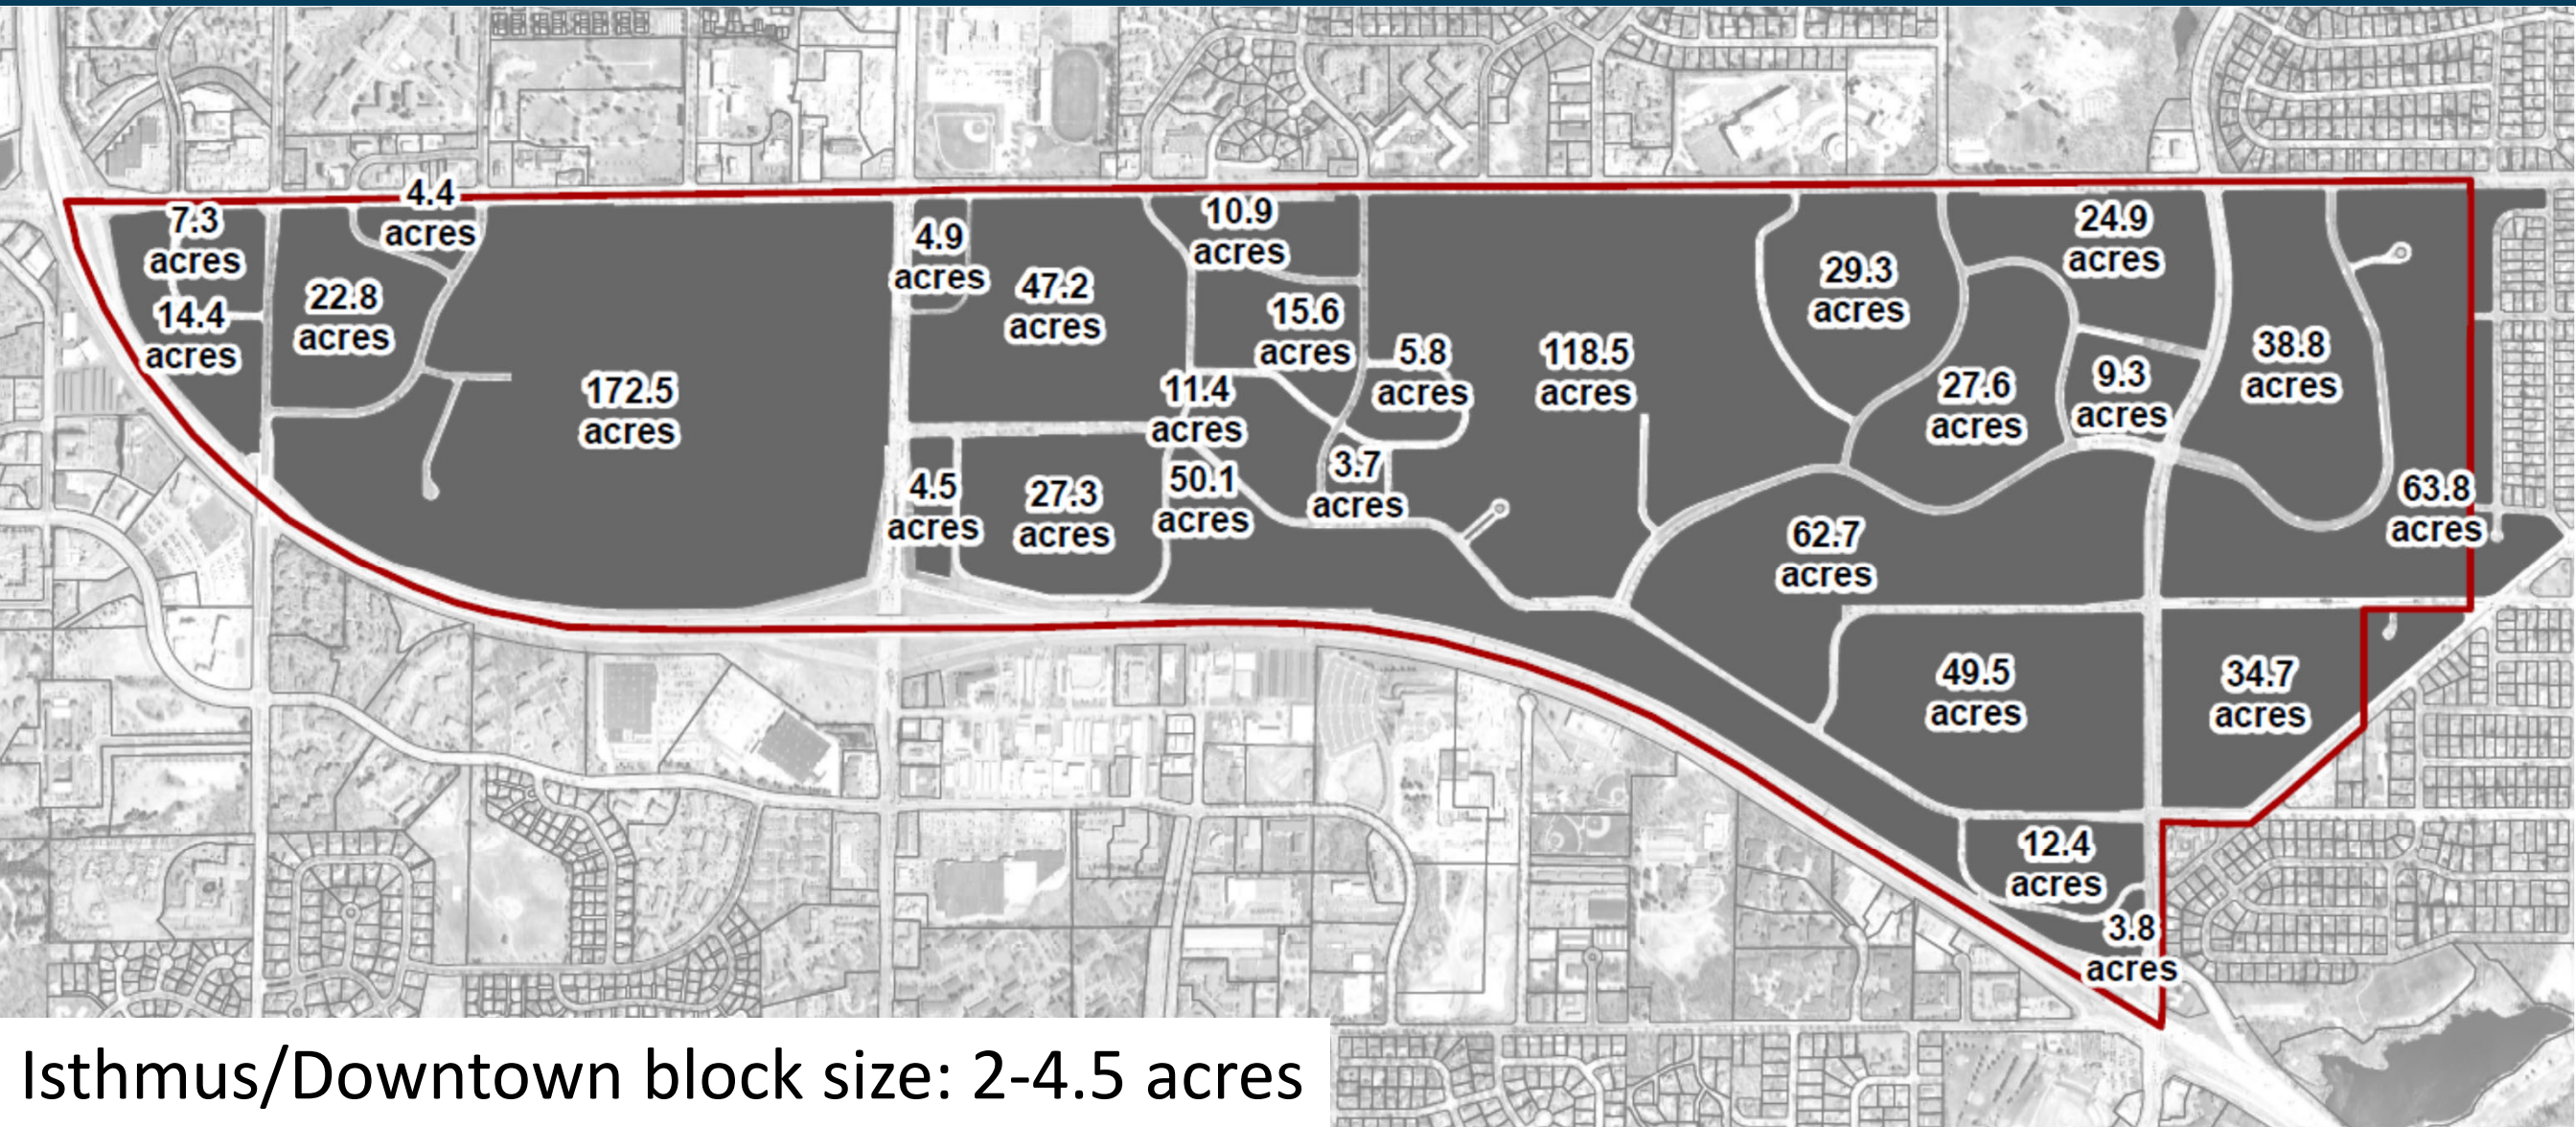 4.4
acres
7.3
acres
14.4
acres
22.8
acres
172.5
acres
4.9
acres
47.2
acres
10.9
acres
15.6
acres
5.8
acres
11.4
acres
118.5
acres
29.3
acres
24.9
acres
27.6
acres
9.3
acres
38.8
acres
4.5
acres
27.3
acres
50.1
acres
3.7
acres
62.7
acres
63.8
acres
49.5
acres
34.7
acres
12.4
acres
3.8
acres
Isthmus/Downtown block size: 2-4.5 acres